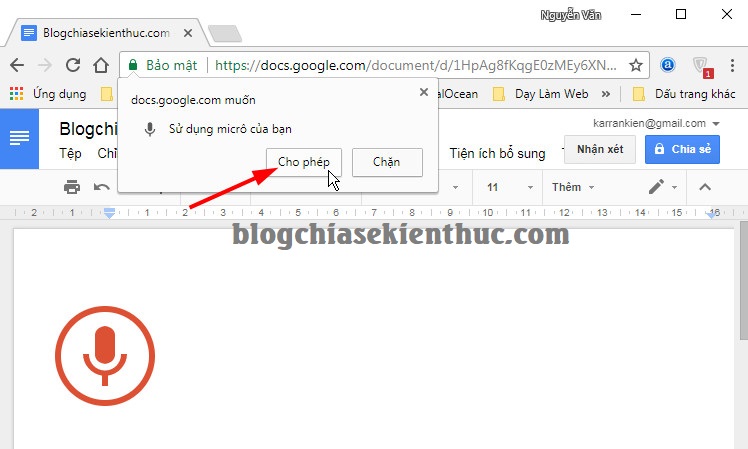 Nguyễn Văn
Blogchiasekienthuc.com
Bảo mật https://docs.google.com/document/d/1HpAg8fKqgE0zMEy6XN...
Ứng dụng
alOcean Dạy Làm Web » Dấu trang khác
docs.google.com muốn
Sử dụng micrô của bạn
Cho phép Chặn
Blogchi
karrankien@gmail.com
Tệp Chỉ Tiện ích bổ sung T Nhận xét Chia sẻ
11 Thêm
2 1 1 2 3 4 5 6 7 8 9 10 11 12 13 14 15 16
blogchiasekienthuc.com
a
1